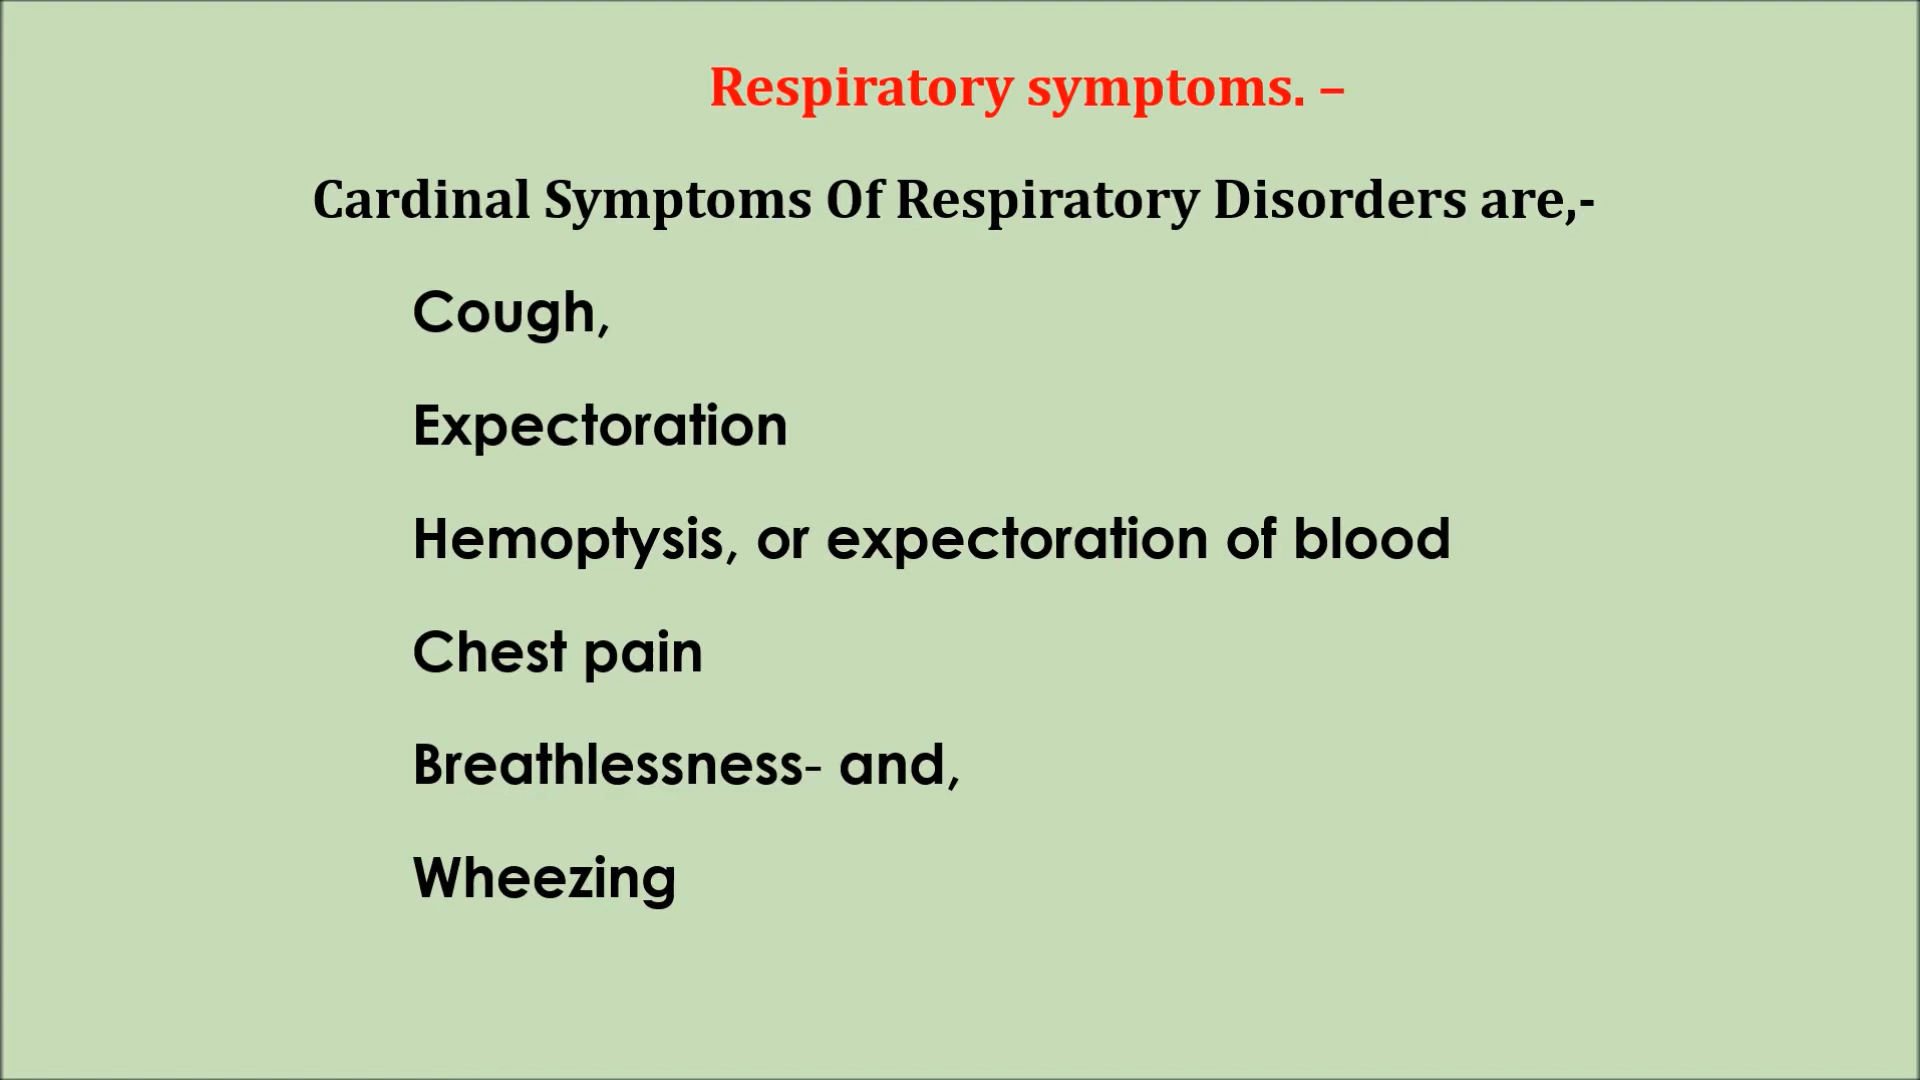 Respiratory symptoms. –
Cardinal Symptoms Of Respiratory Disorders are,-
Cough,
Expectoration
Hemoptysis, or expectoration of blood
Chest pain
Breathlessness- and,
Wheezing